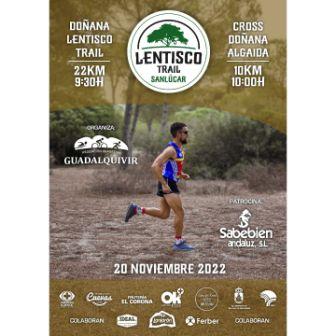 DOÑANA
LENTISCO
TRAIL
22KM
9:30H
LENTISCO
TRAIL
SANLÚCAR
CROSS
DOÑANA
ALGAIDA
10KM
10:00H
ORGANIZA:
GUADALQUIVIR
PATROCINA:
Sabebien
andaluz, S.L.
20 NOVIEMBRE 2022
Cuevas
FRUTERÍA
EL CORONA
COLABORAN
IDEAL
Ferber
COLABORAN